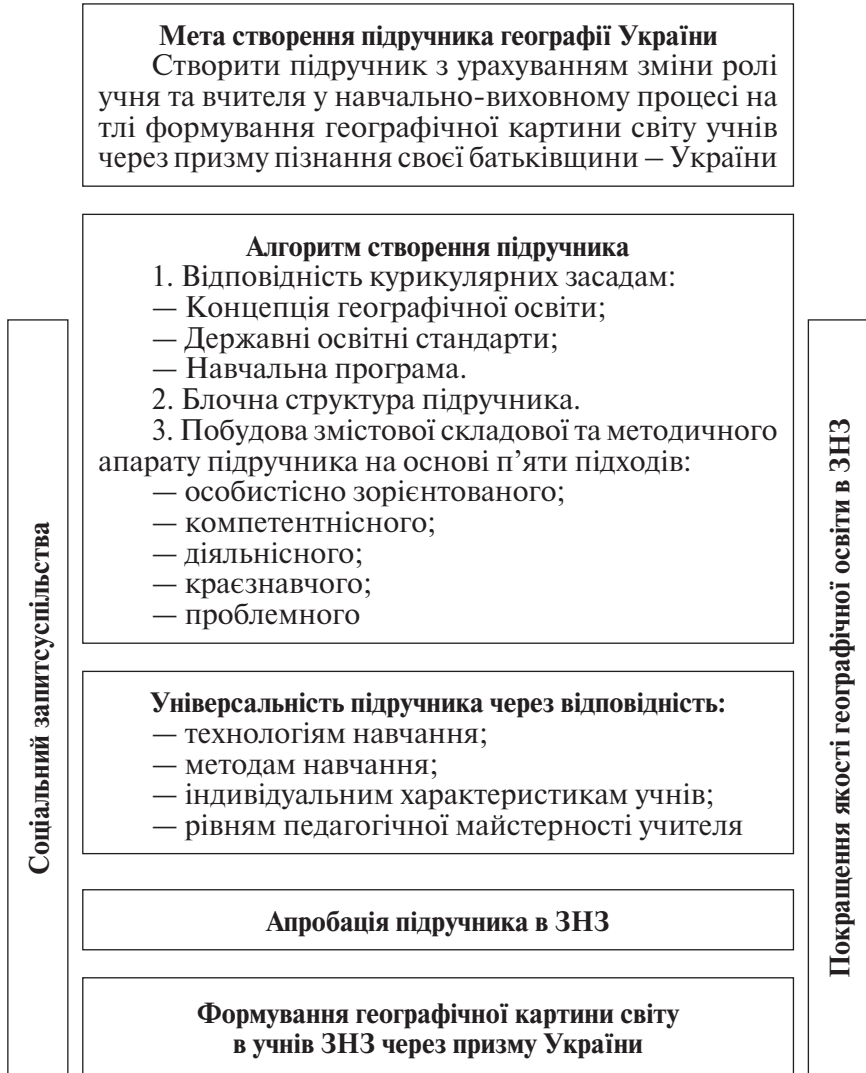 Мета створення підручника географії України
Створити підручник з урахуванням зміни ролі
учня та вчителя у навчально-виховному процесі на
тлі формування географічної картини світу учнів
через призму пізнання своєї батьківщини – України
Алгоритм створення підручника
1. Відповідність курикулярних засадам:
— Концепція географічної освіти;
— Державні освітні стандарти;
— Навчальна програма.
2. Блочна структура підручника.
3. Побудова змістової складової та методичного
апарату підручника на основі п’яти підходів:
— особистісно зорієнтованого;
— компетентнісного;
— діяльнісного;
— краєзнавчого;
— проблемного
Універсальність підручника через відповідність:
— технологіям навчання;
— методам навчання;
— індивідуальним характеристикам учнів;
— рівням педагогічної майстерності учителя
Апробація підручника в ЗНЗ
Формування географічної картини світу
в учнів ЗНЗ через призму України
Соціальний запитсуспільства
Покращення якості географічної освіти в ЗНЗ